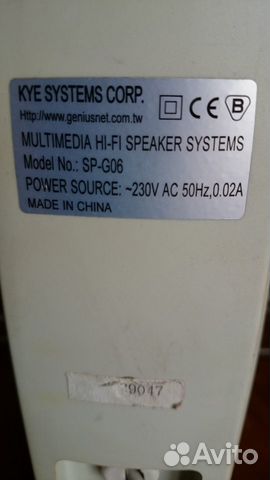 KYE SYSTEMS CORP.
Http://www.geniusnet.com.tw
MULTIMEDIA HI-FI SPEAKER SYSTEMS
Model No.: SP-G06
POWER SOURCE: ~230V AC 50Hz,0.02A
MADE IN CHINA
CE
B
9047
Avito